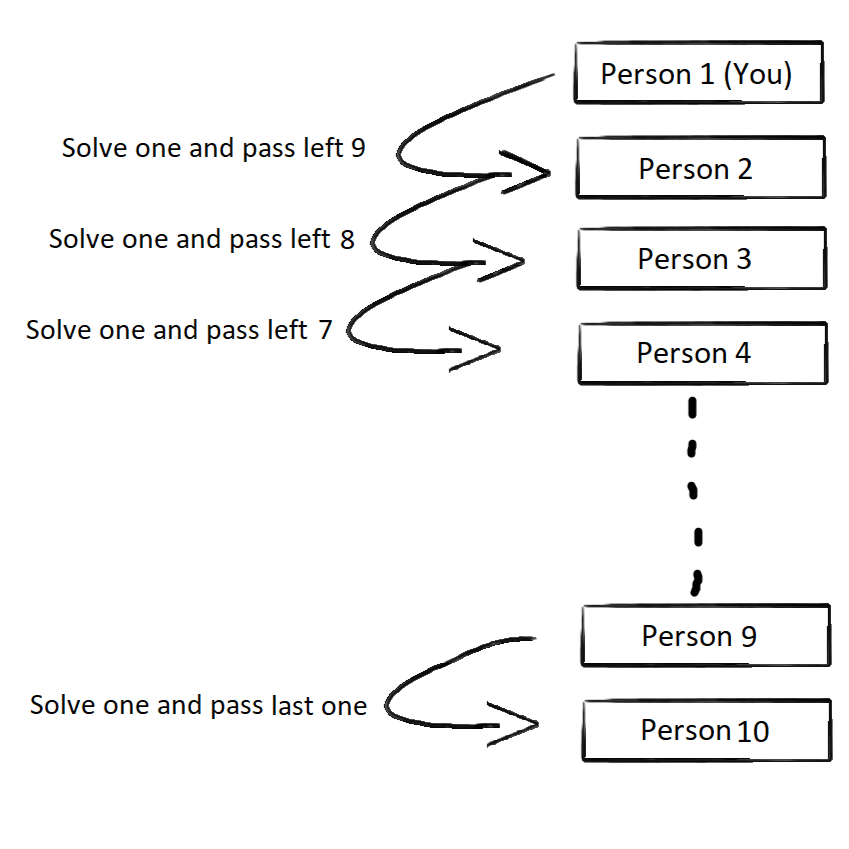 Person 1 (You)
Solve one and pass left 9
Person 2
Solve one and pass left 8
Person 3
Solve one and pass left 7
Person 4
Person 9
Solve one and pass last one
Person 10